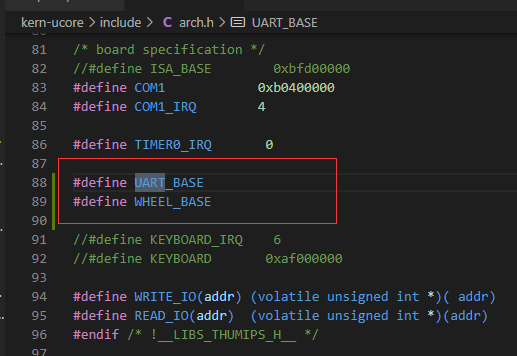 kern-ucore > include > C arch.h > UART_BASE
81 /* board specification */
82 //#define ISA_BASE 0xbfd00000
83 #define COM1 0xb0400000
84 #define COM1_IRQ 4
85
86 #define TIMER0_IRQ 0
87
88 #define UART_BASE
89 #define WHEEL_BASE
90
91 //#define KEYBOARD_IRQ 6
92 //#define KEYBOARD 0xaf000000
93
94 #define WRITE_IO(addr) (volatile unsigned int *)( addr)
95 #define READ_IO(addr) (volatile unsigned int *)(addr)
96 #endif /* !__LIBS_THUMIPS_H__ */
97